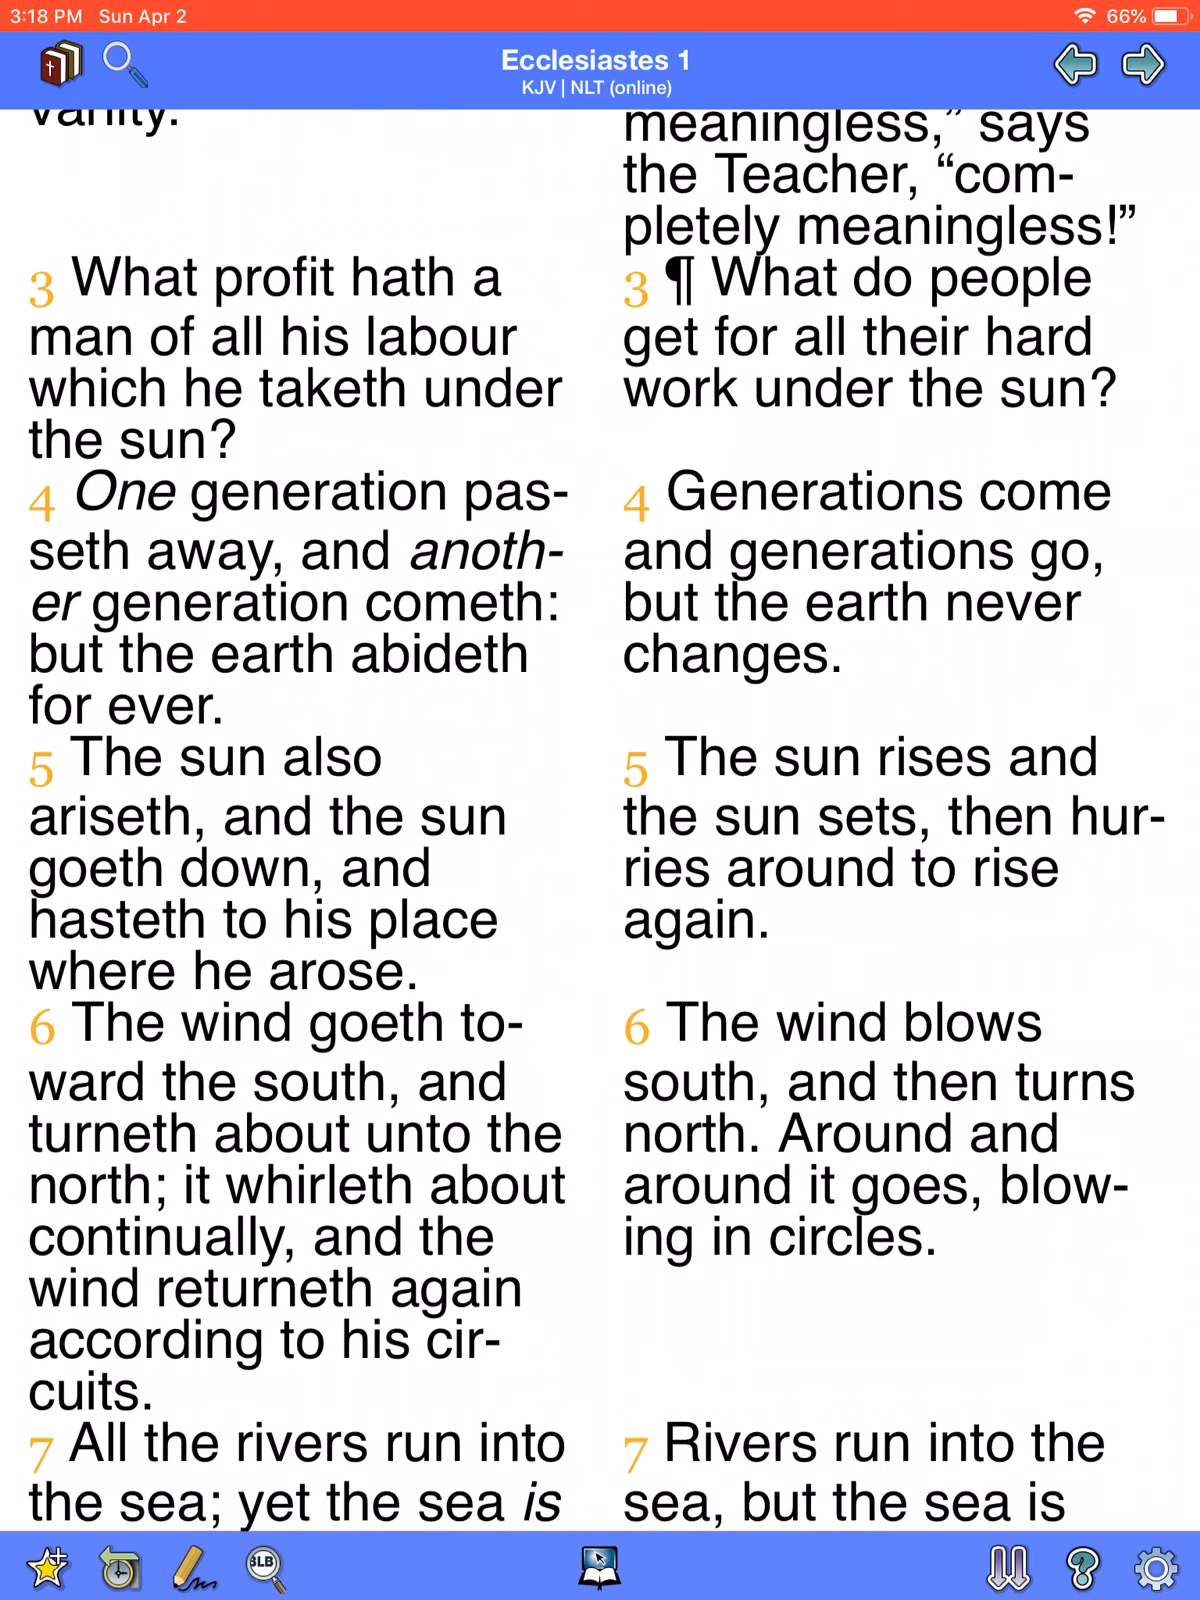 3:18 PM Sun Apr 2
66%
Ecclesiastes 1
KJV | NLT (online)
vanity.
3 What profit hath a
man of all his labour
which he taketh under
the sun?
4 One generation pas-
seth away, and anoth-
er generation cometh:
but the earth abideth
for ever.
5 The sun also
ariseth, and the sun
goeth down, and
hasteth to his place
where he arose.
6 The wind goeth to-
ward the south, and
turneth about unto the
north; it whirleth about
continually, and the
wind returneth again
according to his cir-
cuits.
7 All the rivers run into
the sea; yet the sea is
meaningless,” says
the Teacher, “com-
pletely meaningless!”
3 ¶ What do people
get for all their hard
work under the sun?
4 Generations come
and generations go,
but the earth never
changes.
5 The sun rises and
the sun sets, then hur-
ries around to rise
again.
6 The wind blows
south, and then turns
north. Around and
around it goes, blow-
ing in circles.
7 Rivers run into the
sea, but the sea is
BLB